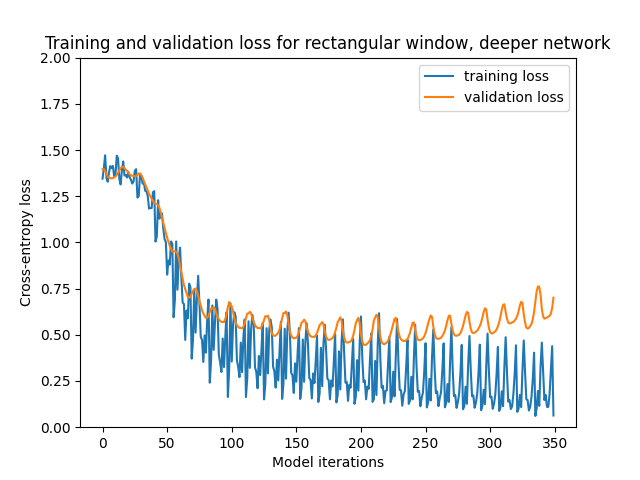 Training and validation loss for rectangular window, deeper network
2.00
1.75
1.50
1.25
1.00
0.75
0.50
0.25
0.00
Cross-entropy loss
training loss
validation loss
0 50 100 150 200 250 300 350
Model iterations